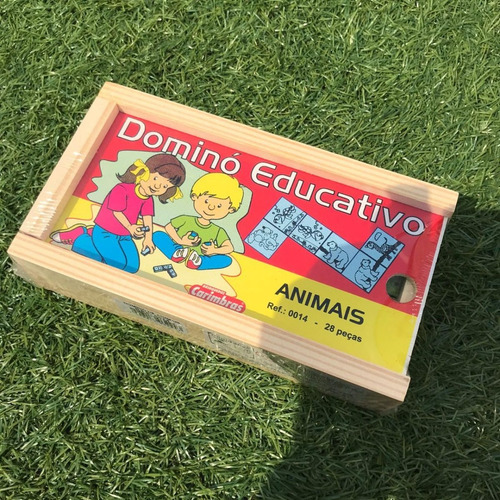 Dominó Educativo
ANIMAIS
Ref.: 0014 - 28 peças
Carimbras